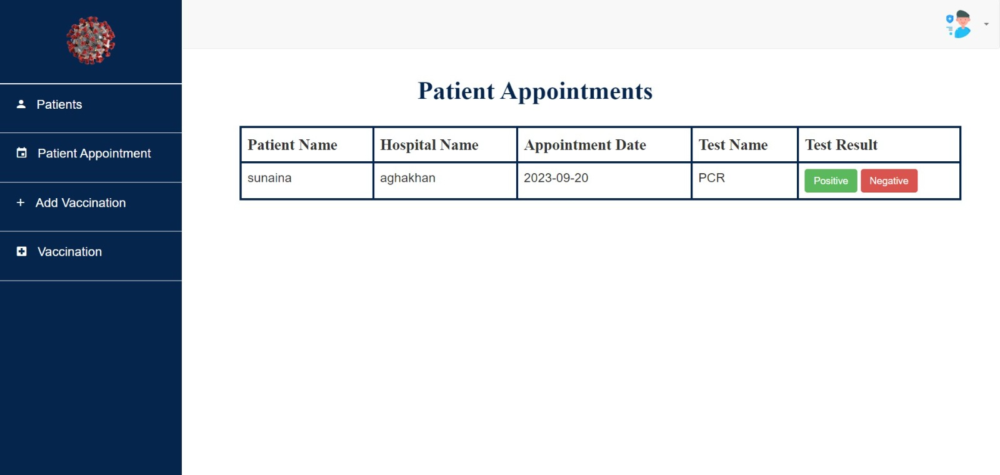 Patients
Patient Appointment
Add Vaccination
Vaccination
Patient Appointments
Patient Name Hospital Name Appointment Date Test Name Test Result
sunaina aghakhan 2023-09-20 PCR Positive Negative